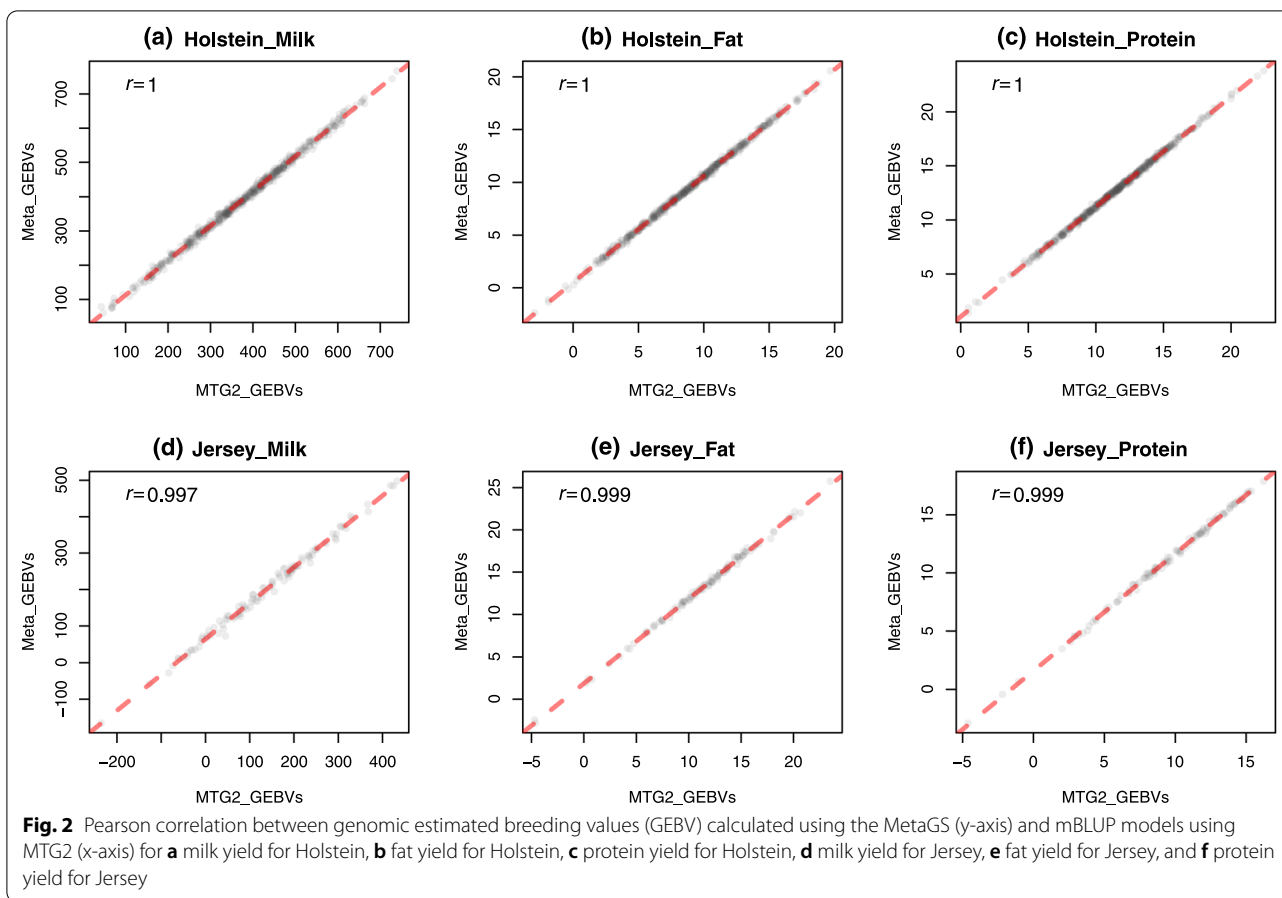 (a) Holstein_Milk
(b) Holstein_Fat
(c) Holstein_Protein
r=1
r=1
r=1
Meta_GEBVs
100 300 500 700
Meta_GEBVs
0 5 10 15 20
Meta_GEBVs
5 10 15 20
100 200 300 400 500 600 700
0 5 10 15 20
0 5 10 15 20
MTG2_GEBVs
MTG2_GEBVs
MTG2_GEBVs
(d) Jersey_Milk
(e) Jersey_Fat
(f) Jersey_Protein
r=0.997
r=0.999
r=0.999
Meta_GEBVs
−100 0 100 300 500
Meta_GEBVs
0 5 10 15 20 25
Meta_GEBVs
0 5 10 15
−200 0 100 200 300 400
−5 0 5 10 15 20
−5 0 5 10 15
MTG2_GEBVs
MTG2_GEBVs
MTG2_GEBVs
Fig. 2 Pearson correlation between genomic estimated breeding values (GEBV) calculated using the MetaGS (y-axis) and mBLUP models using
MTG2 (x-axis) for a milk yield for Holstein, b fat yield for Holstein, c protein yield for Holstein, d milk yield for Jersey, e fat yield for Jersey, and f protein
yield for Jersey